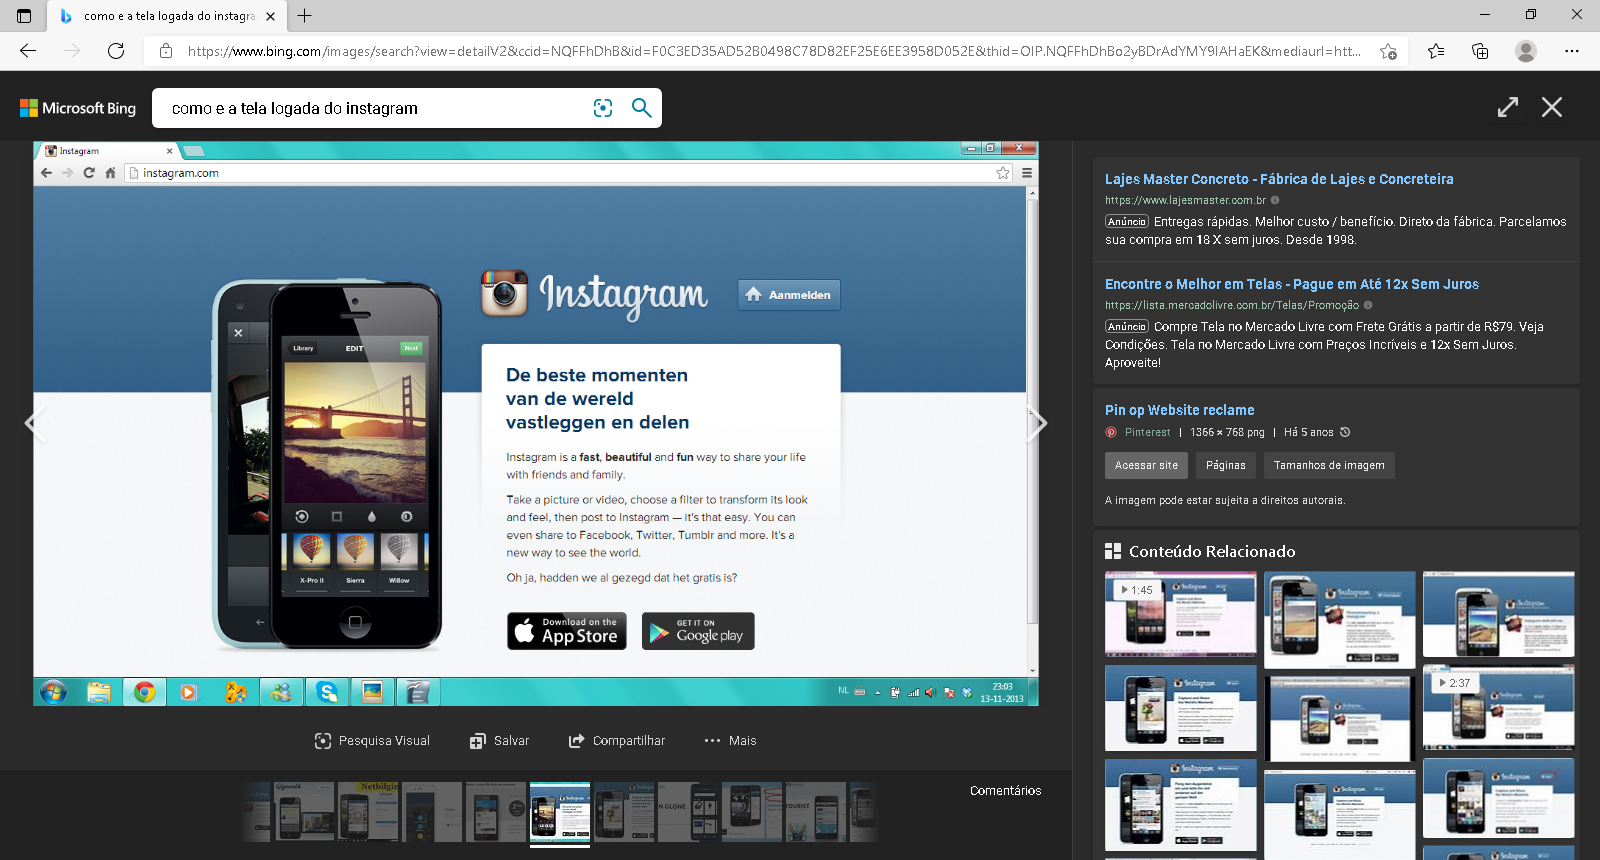 como e a tela logada do instagra
https://www.bing.com/images/search?view=detailV2&ccid=NQFFhDhB&id=F0C3ED35AD52B0498C78D82EF25E6EE3958D052E&thid=OIP.NQFFhDhBo2yBDrAdYMY9IAHaEK&mediaurl=htt...
Microsoft Bing
como e a tela logada do instagram
Instagram
instagram.com
Instagram
Aanmelden
Library
EDIT
Next
De beste momenten
van de wereld
vastleggen en delen
Instagram is a fast, beautiful and fun way to share your life
with friends and family.
Take a picture or video, choose a filter to transform its look
and feel, then post to Instagram — it's that easy. You can
even share to Facebook, Twitter, Tumblr and more. It's a
new way to see the world.
Oh ja, hadden we al gezegd dat het gratis is?
X-Pro II
Sierra
Willow
Download on the
App Store
GET IT ON
Google play
NL
23:03
13-11-2013
Pesquisa Visual
Salvar
Compartilhar
Mais
Comentários
Lajes Master Concreto - Fábrica de Lajes e Concreteira
https://www.lajesmaster.com.br
Anúncio Entregas rápidas. Melhor custo / benefício. Direto da fábrica. Parcelamos
sua compra em 18 X sem juros. Desde 1998.
Encontre o Melhor em Telas - Pague em Até 12x Sem Juros
https://lista.mercadolivre.com.br/Telas/Promoção
Anúncio Compre Tela no Mercado Livre com Frete Grátis a partir de R$79. Veja
Condições. Tela no Mercado Livre com Preços Incríveis e 12x Sem Juros.
Aproveite!
Pin op Website reclame
Pinterest | 1366 × 768 png | Há 5 anos
Acessar site
Páginas
Tamanhos de imagem
A imagem pode estar sujeita a direitos autorais.
Conteúdo Relacionado
1:45
2:37